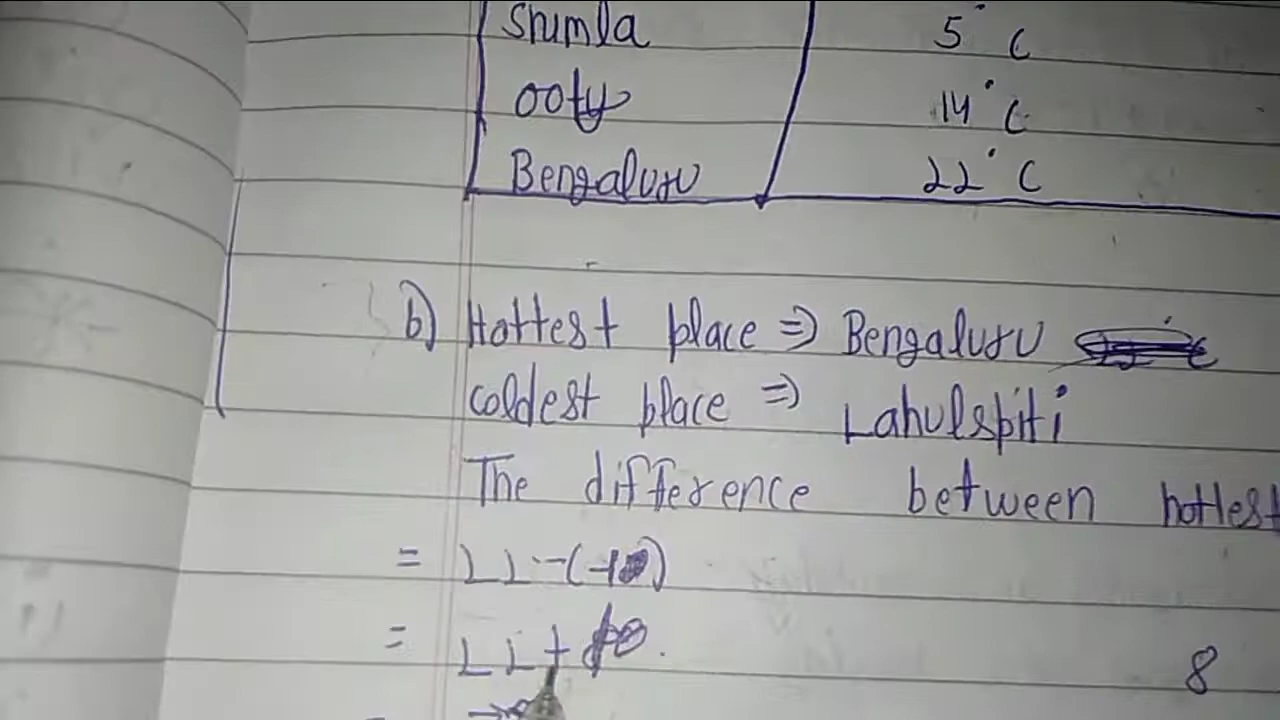 Shimla 5°C
Ooty 14°C
Bengaluru 22°C
b) Hottest place => Bengaluru
coldest place => Lahulspiti
The difference between hottest
= 22-(-
= 22+
8